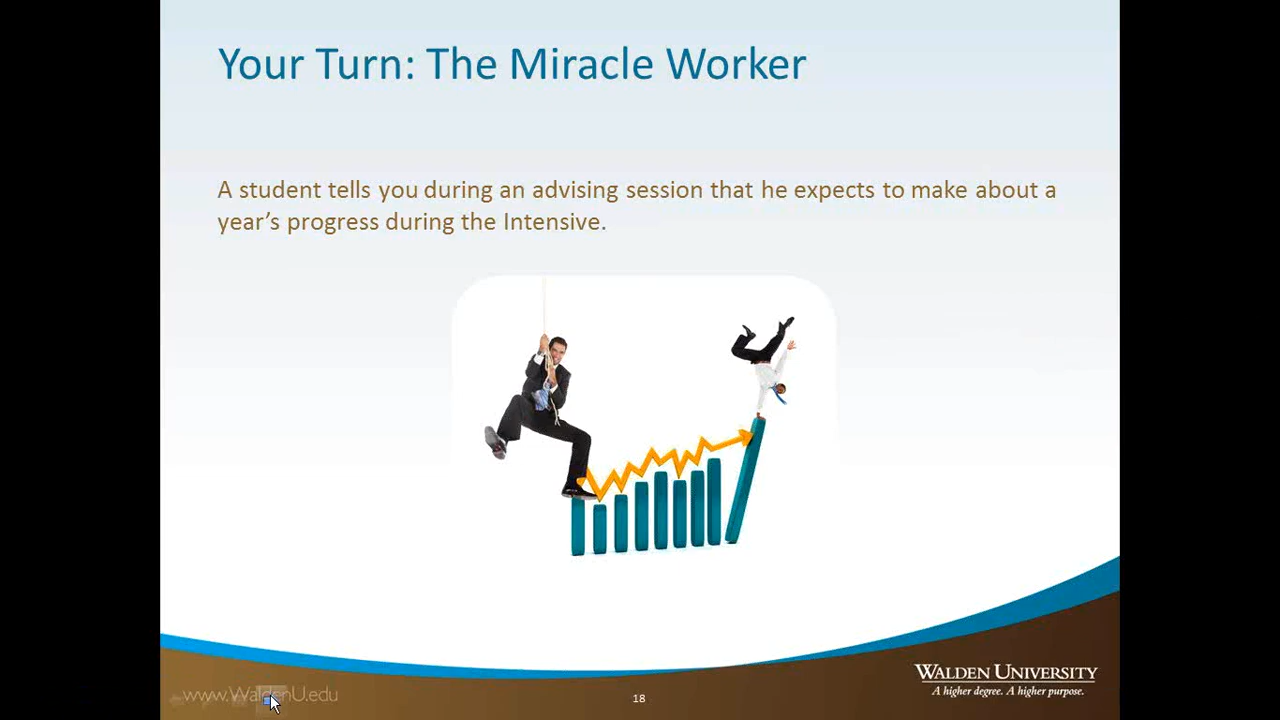 Your Turn: The Miracle Worker
A student tells you during an advising session that he expects to make about a
year's progress during the Intensive.
www.WaldenU.edu
18
WALDEN UNIVERSITY
A higher degree. A higher purpose.